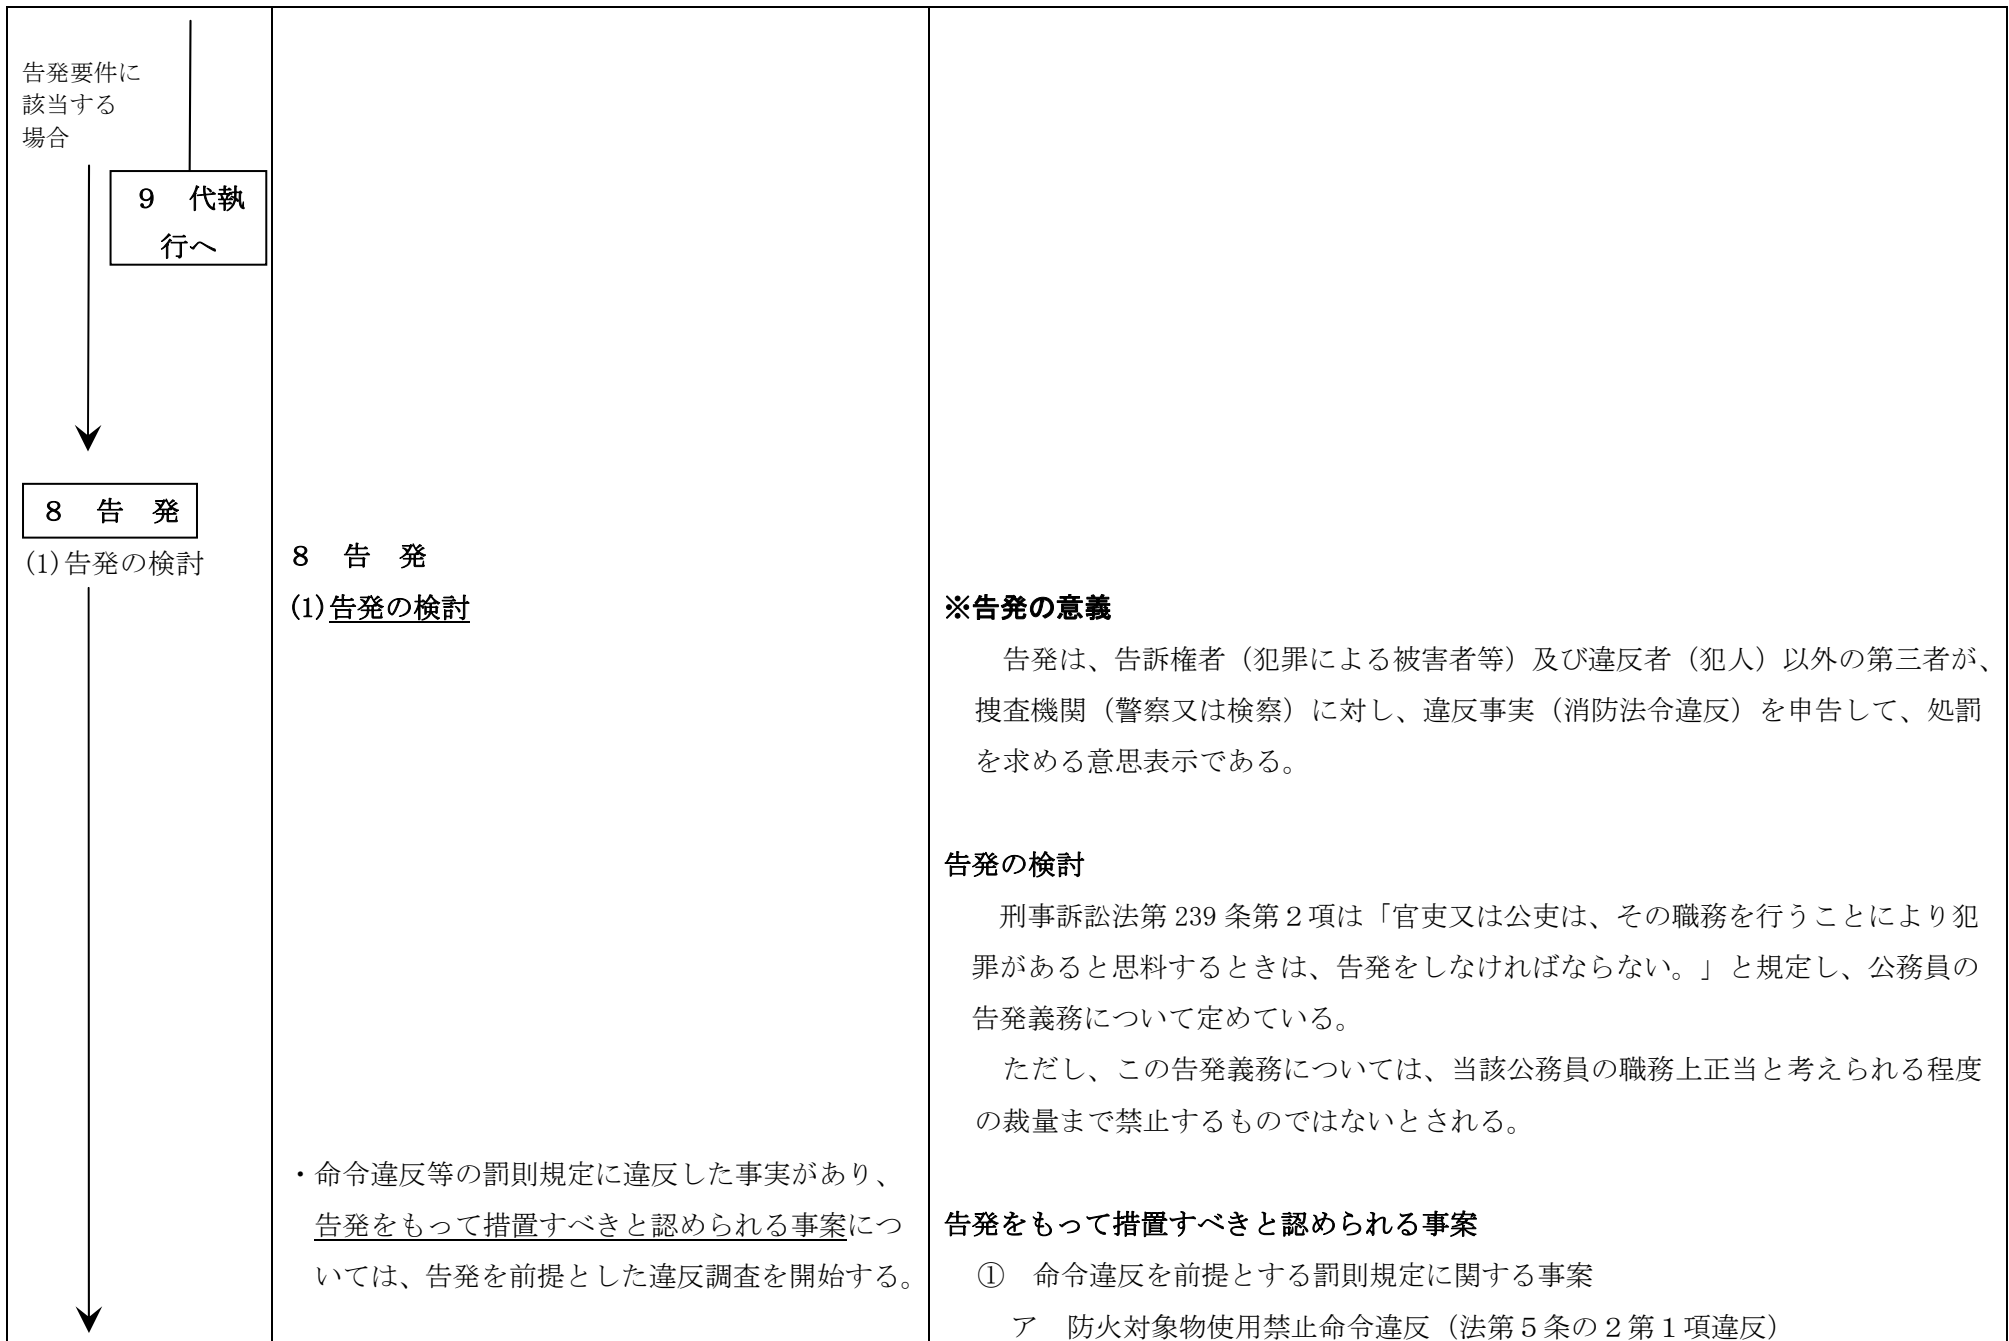 告発要件に
該当する
場合
９　代執
行へ
８　告　発
(1)告発の検討
８　告　発
(1)告発の検討
・命令違反等の罰則規定に違反した事実があり、
告発をもって措置すべきと認められる事案につ
いては、告発を前提とした違反調査を開始する。
※告発の意義
告発は、告訴権者（犯罪による被害者等）及び違反者（犯人）以外の第三者が、
捜査機関（警察又は検察）に対し、違反事実（消防法令違反）を申告して、処罰
を求める意思表示である。
告発の検討
刑事訴訟法第 239 条第２項は「官吏又は公吏は、その職務を行うことにより犯
罪があると思料するときは、告発をしなければならない。」と規定し、公務員の
告発義務について定めている。
ただし、この告発義務については、当該公務員の職務上正当と考えられる程度
の裁量まで禁止するものではないとされる。
告発をもって措置すべきと認められる事案
①　命令違反を前提とする罰則規定に関する事案
ア　防火対象物使用禁止命令違反（法第５条の２第１項違反）